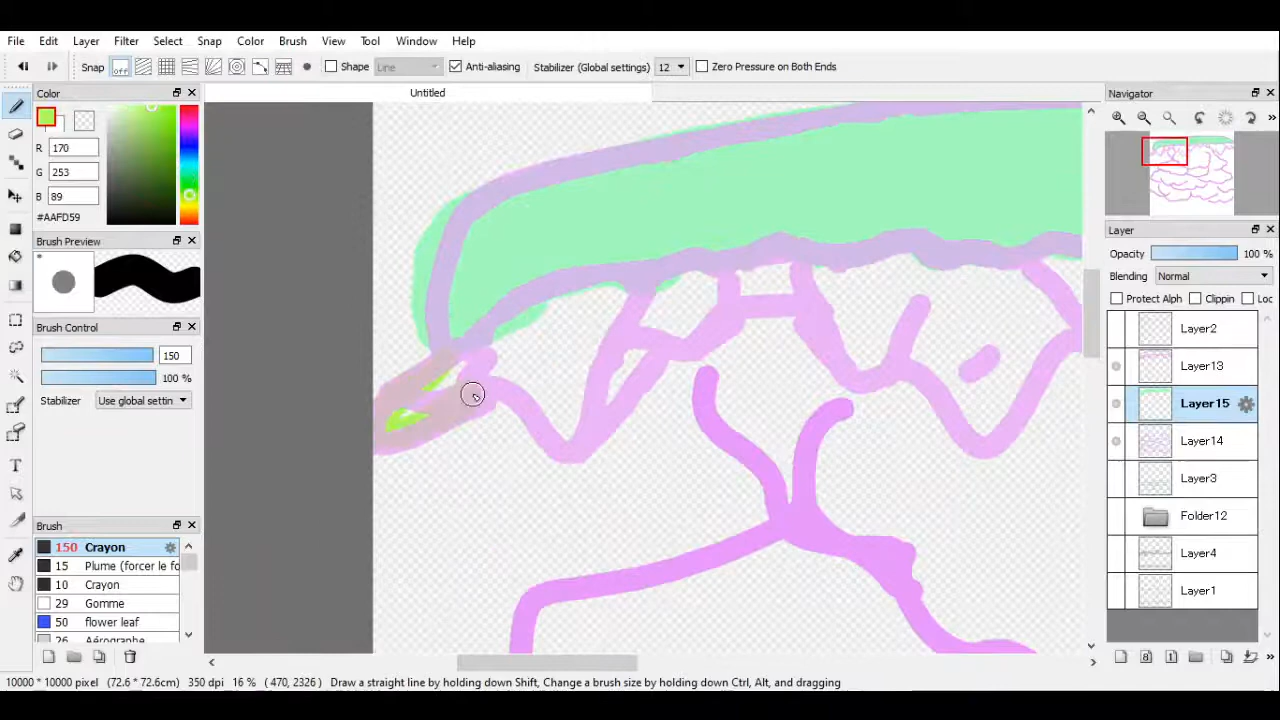 File Edit Layer Filter Select Snap Color Brush View Tool Window Help
Snap off Shape Line Anti-aliasing Stabilizer (Global settings) 12 Zero Pressure on Both Ends
Color
Untitled
Navigator
R 170
G 253
B 89
#AAFD59
Brush Preview
Layer
Opacity 100 %
Blending Normal
Protect Alph Clippin Loc
Brush Control
150
100 %
Stabilizer Use global settin
Layer2
Layer13
Layer15
Layer14
Layer3
Folder12
Layer4
Layer1
Brush
150 Crayon
15 Plume (forcer le fo
10 Crayon
29 Gomme
50 flower leaf
26 Aérographe
10000 * 10000 pixel (72.6 * 72.6cm) 350 dpi 16 % ( 470, 2326 ) Draw a straight line by holding down Shift, Change a brush size by holding down Ctrl, Alt, and dragging